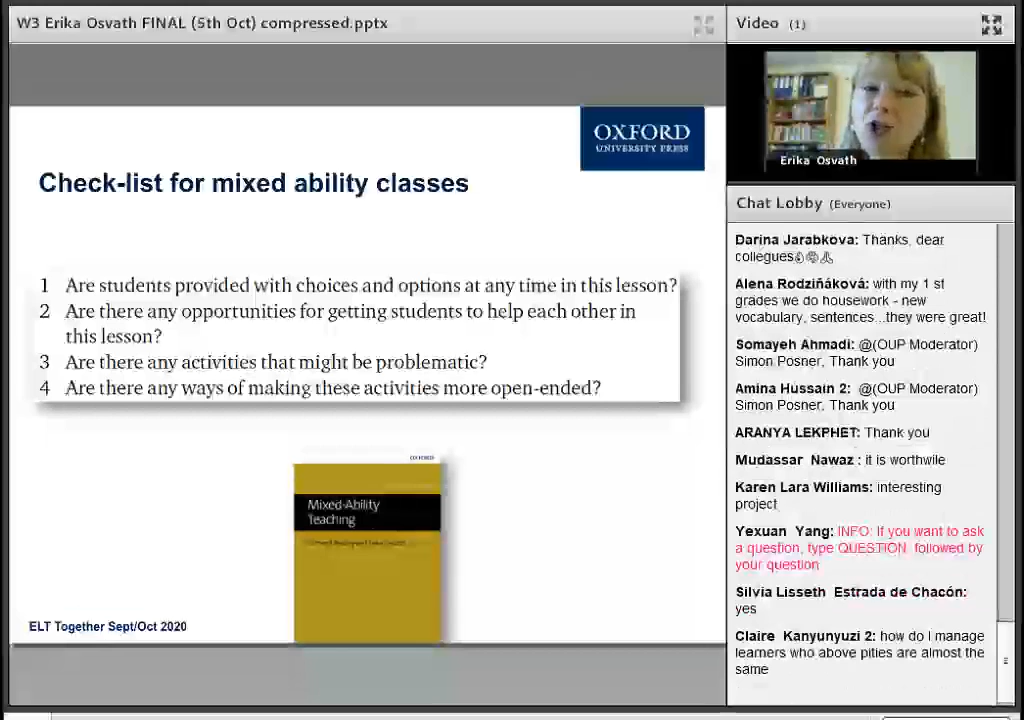 W3 Erika Osvath FINAL (5th Oct) compressed.pptx
OXFORD
UNIVERSITY PRESS
Check-list for mixed ability classes
1 Are students provided with choices and options at any time in this lesson?
2 Are there any opportunities for getting students to help each other in
this lesson?
3 Are there any activities that might be problematic?
4 Are there any ways of making these activities more open-ended?
OXFORD
Mixed-Ability
Teaching
ELT Together Sept/Oct 2020
Video (1)
Erika Osvath
Chat Lobby (Everyone)
Darina Jarabkova: Thanks, dear
collegues
Alena Rodziňáková: with my 1 st
grades we do housework - new
vocabulary, sentences...they were great!
Somayeh Ahmadi: @(OUP Moderator)
Simon Posner, Thank you
Amina Hussain 2: @(OUP Moderator)
Simon Posner, Thank you
ARANYA LEKPHET: Thank you
Mudassar Nawaz : it is worthwile
Karen Lara Williams: interesting
project
Yexuan Yang: INFO: If you want to ask
a question, type QUESTION followed by
your question
Silvia Lisseth Estrada de Chacón:
yes
Claire Kanyunyuzi 2: how do I manage
learners who above pities are almost the
same